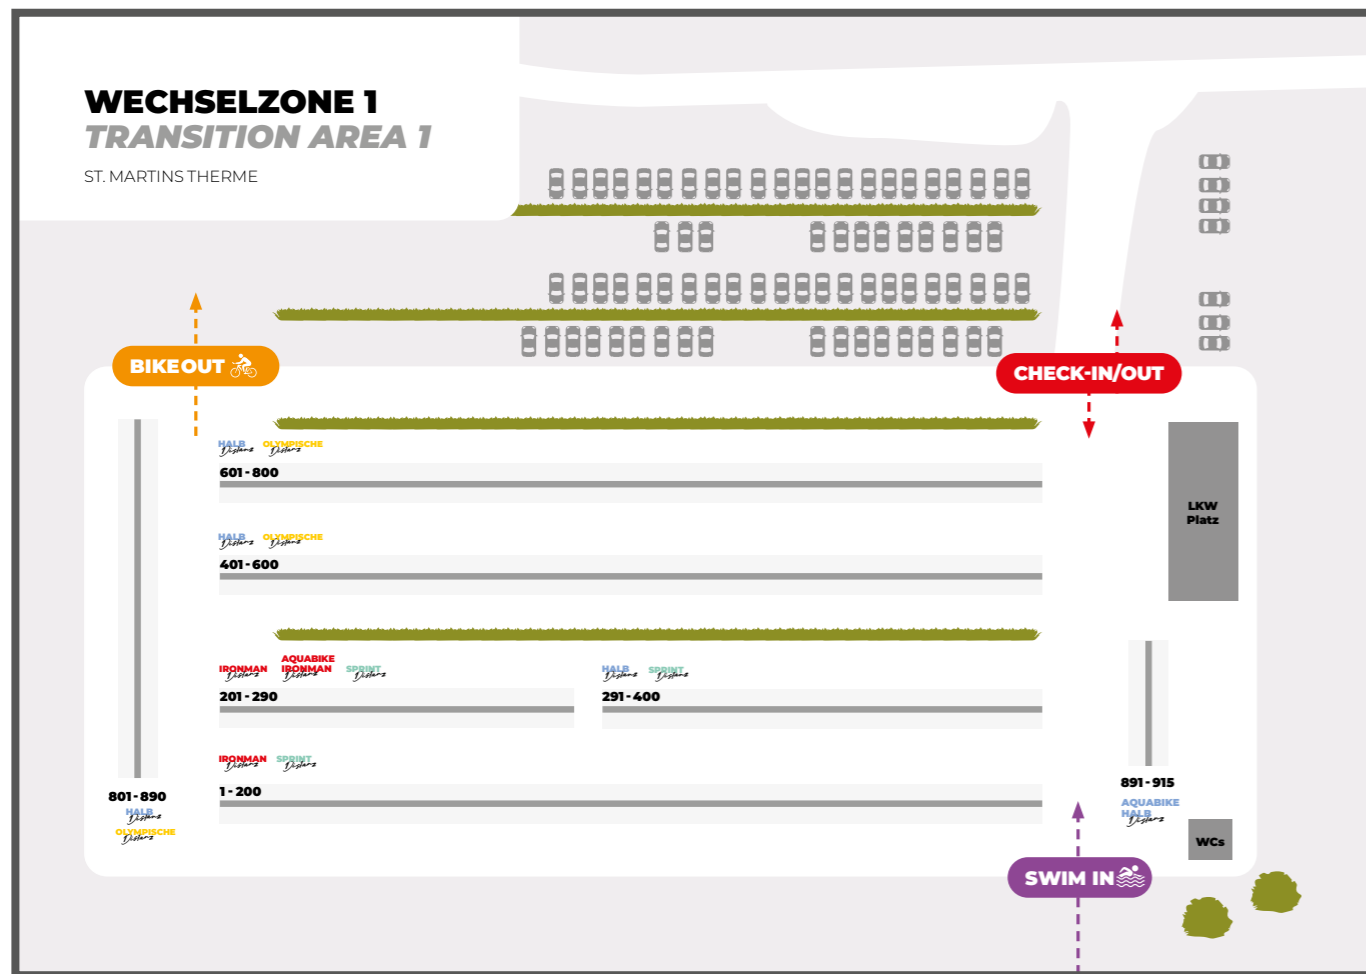 WECHSELZONE 1
TRANSITION AREA 1
ST. MARTINS THERME
BIKE OUT
CHECK-IN/OUT
HALB Distanz OLYMPISCHE Distanz
601 - 800
LKW
Platz
HALB Distanz OLYMPISCHE Distanz
401 - 600
IRONMAN Distanz AQUABIKE IRONMAN Distanz SPRINT Distanz
201 - 290
HALB Distanz SPRINT Distanz
291 - 400
IRONMAN Distanz SPRINT Distanz
1 - 200
801 - 890
HALB
Distanz
OLYMPISCHE
Distanz
891 - 915
AQUABIKE
HALB
Distanz
WCs
SWIM IN